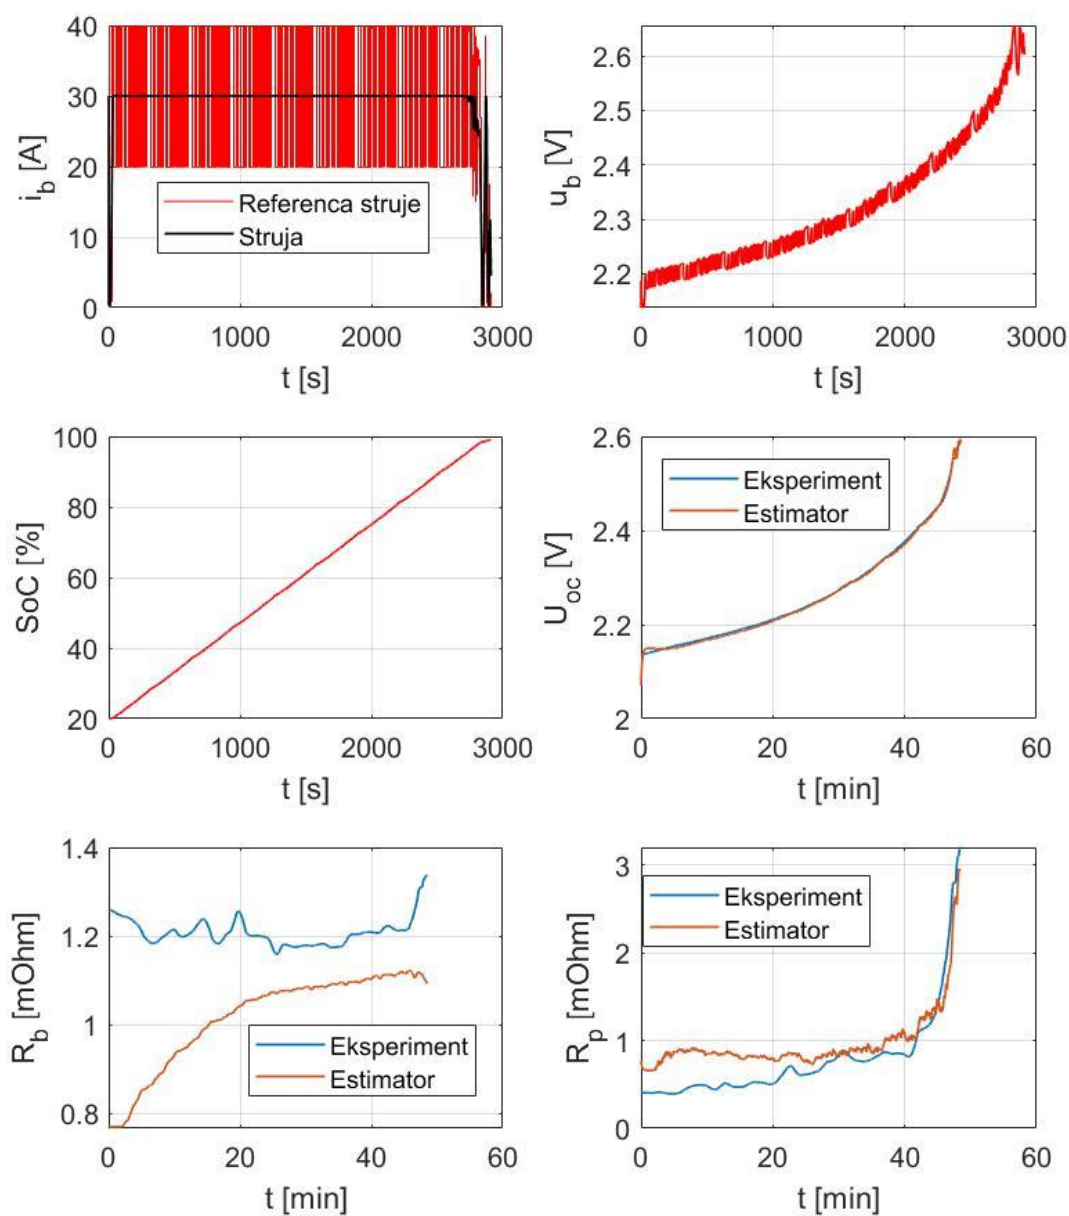 40
30
20
10
0
i_b [A]
Referenca struje
Struja
0 1000 2000 3000
t [s]
2.6
2.5
2.4
2.3
2.2
u_b [V]
0 1000 2000 3000
t [s]
100
80
60
40
20
SoC [%]
0 1000 2000 3000
t [s]
2.6
2.4
2.2
2
U_oc [V]
Eksperiment
Estimator
0 20 40 60
t [min]
1.4
1.2
1
0.8
R_b [mOhm]
Eksperiment
Estimator
0 20 40 60
t [min]
3
2
1
0
R_p [mOhm]
Eksperiment
Estimator
0 20 40 60
t [min]